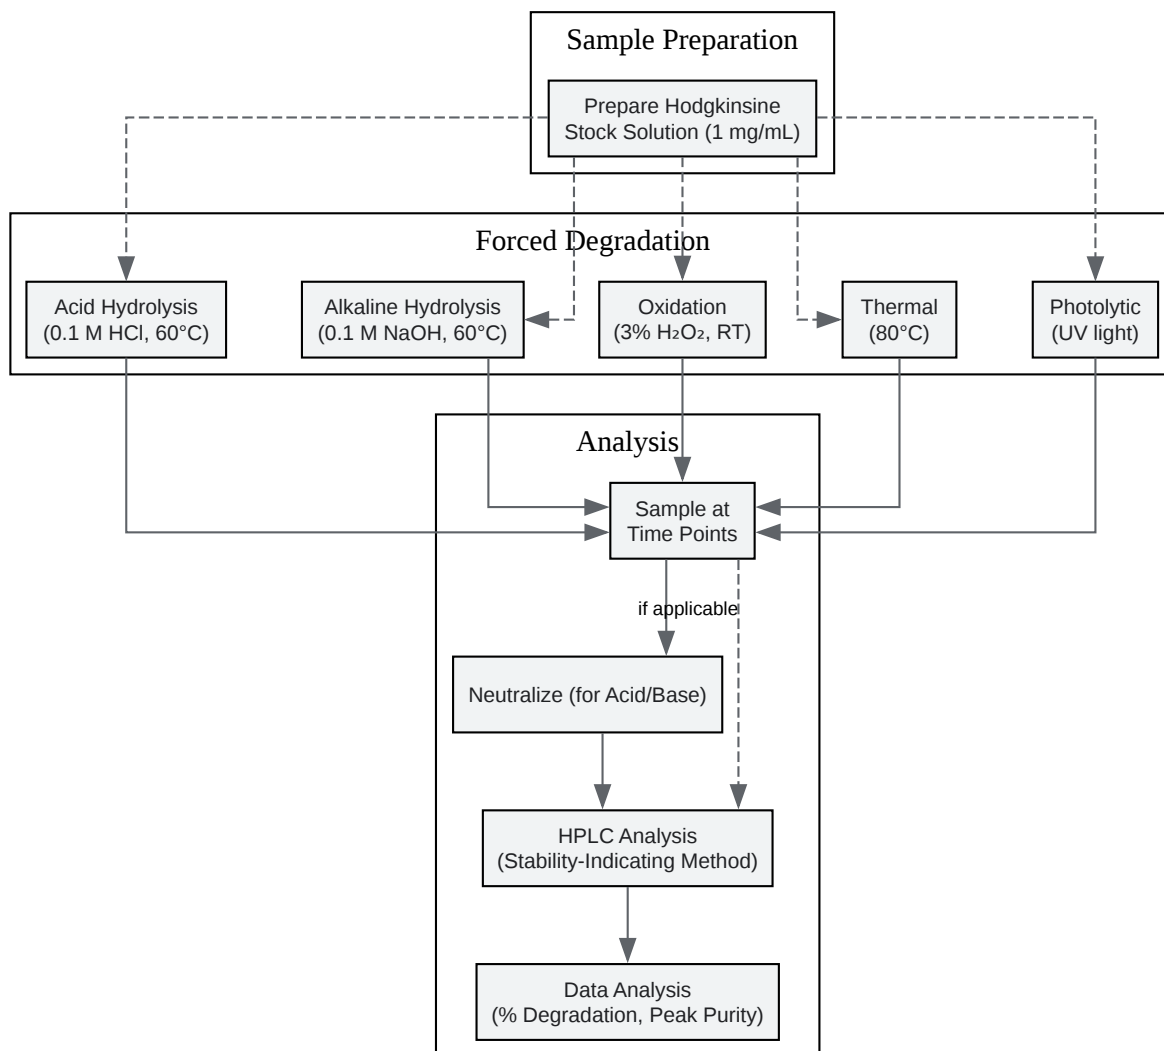 Sample Preparation
Prepare Hodgkinsine
Stock Solution (1 mg/mL)
Forced Degradation
Acid Hydrolysis
(0.1 M HCl, 60°C)
Alkaline Hydrolysis
(0.1 M NaOH, 60°C)
Oxidation
(3% H₂O₂, RT)
Thermal
(80°C)
Photolytic
(UV light)
Analysis
Sample at
Time Points
if applicable
Neutralize (for Acid/Base)
HPLC Analysis
(Stability-Indicating Method)
Data Analysis
(% Degradation, Peak Purity)